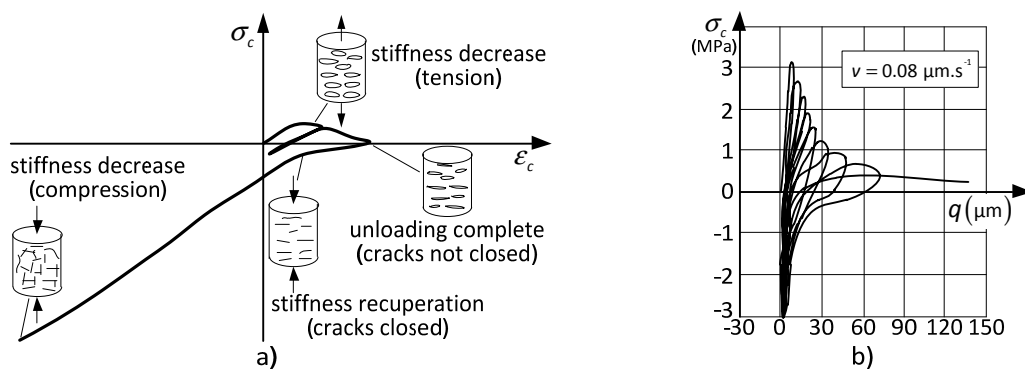 σc
stiffness decrease
(tension)
εc
stiffness decrease
(compression)
unloading complete
(cracks not closed)
stiffness recuperation
(cracks closed)
a)
σc
(MPa)
v = 0.08 μm.s⁻¹
3
2
1
0
-1
-2
-3
q (μm)
-30 0 30 60 90 120 150
b)